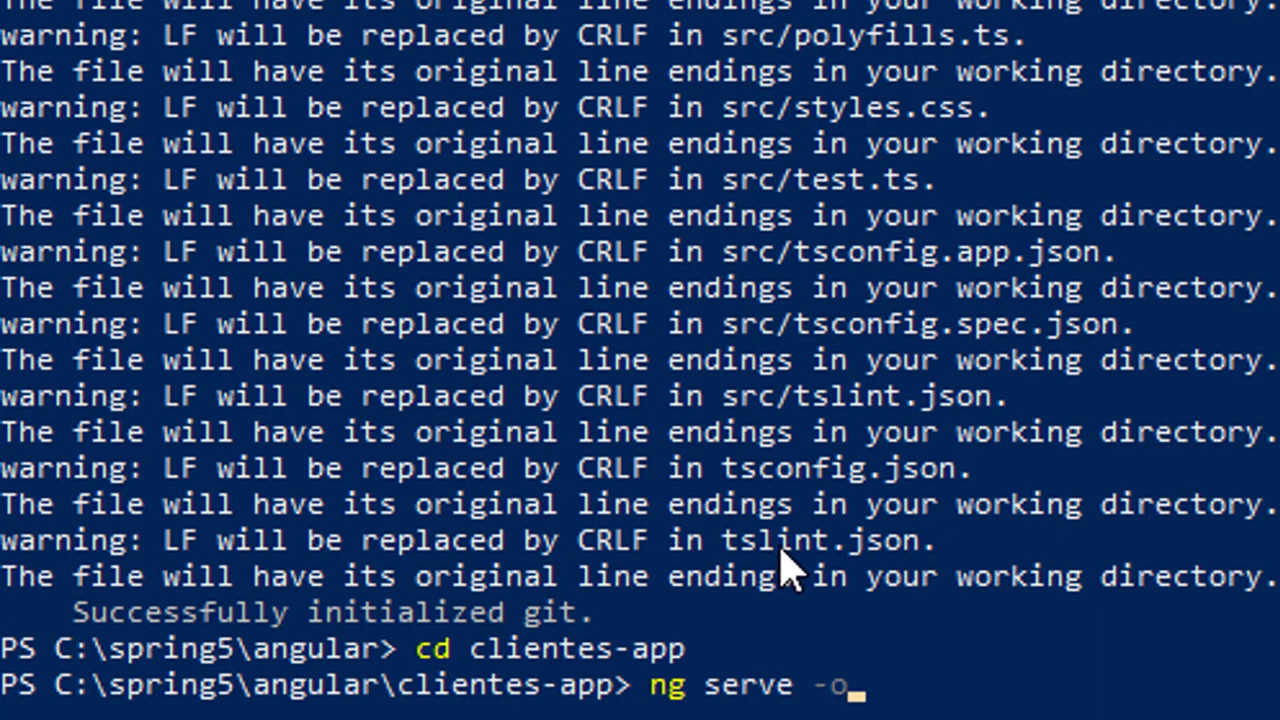 The file will have its original line endings in your working directory.
warning: LF will be replaced by CRLF in src/polyfills.ts.
The file will have its original line endings in your working directory.
warning: LF will be replaced by CRLF in src/styles.css.
The file will have its original line endings in your working directory.
warning: LF will be replaced by CRLF in src/test.ts.
The file will have its original line endings in your working directory.
warning: LF will be replaced by CRLF in src/tsconfig.app.json.
The file will have its original line endings in your working directory.
warning: LF will be replaced by CRLF in src/tsconfig.spec.json.
The file will have its original line endings in your working directory.
warning: LF will be replaced by CRLF in src/tslint.json.
The file will have its original line endings in your working directory.
warning: LF will be replaced by CRLF in tsconfig.json.
The file will have its original line endings in your working directory.
warning: LF will be replaced by CRLF in tslint.json.
The file will have its original line endings in your working directory.
Successfully initialized git.
PS C:\spring5\angular> cd clientes-app
PS C:\spring5\angular\clientes-app> ng serve -o